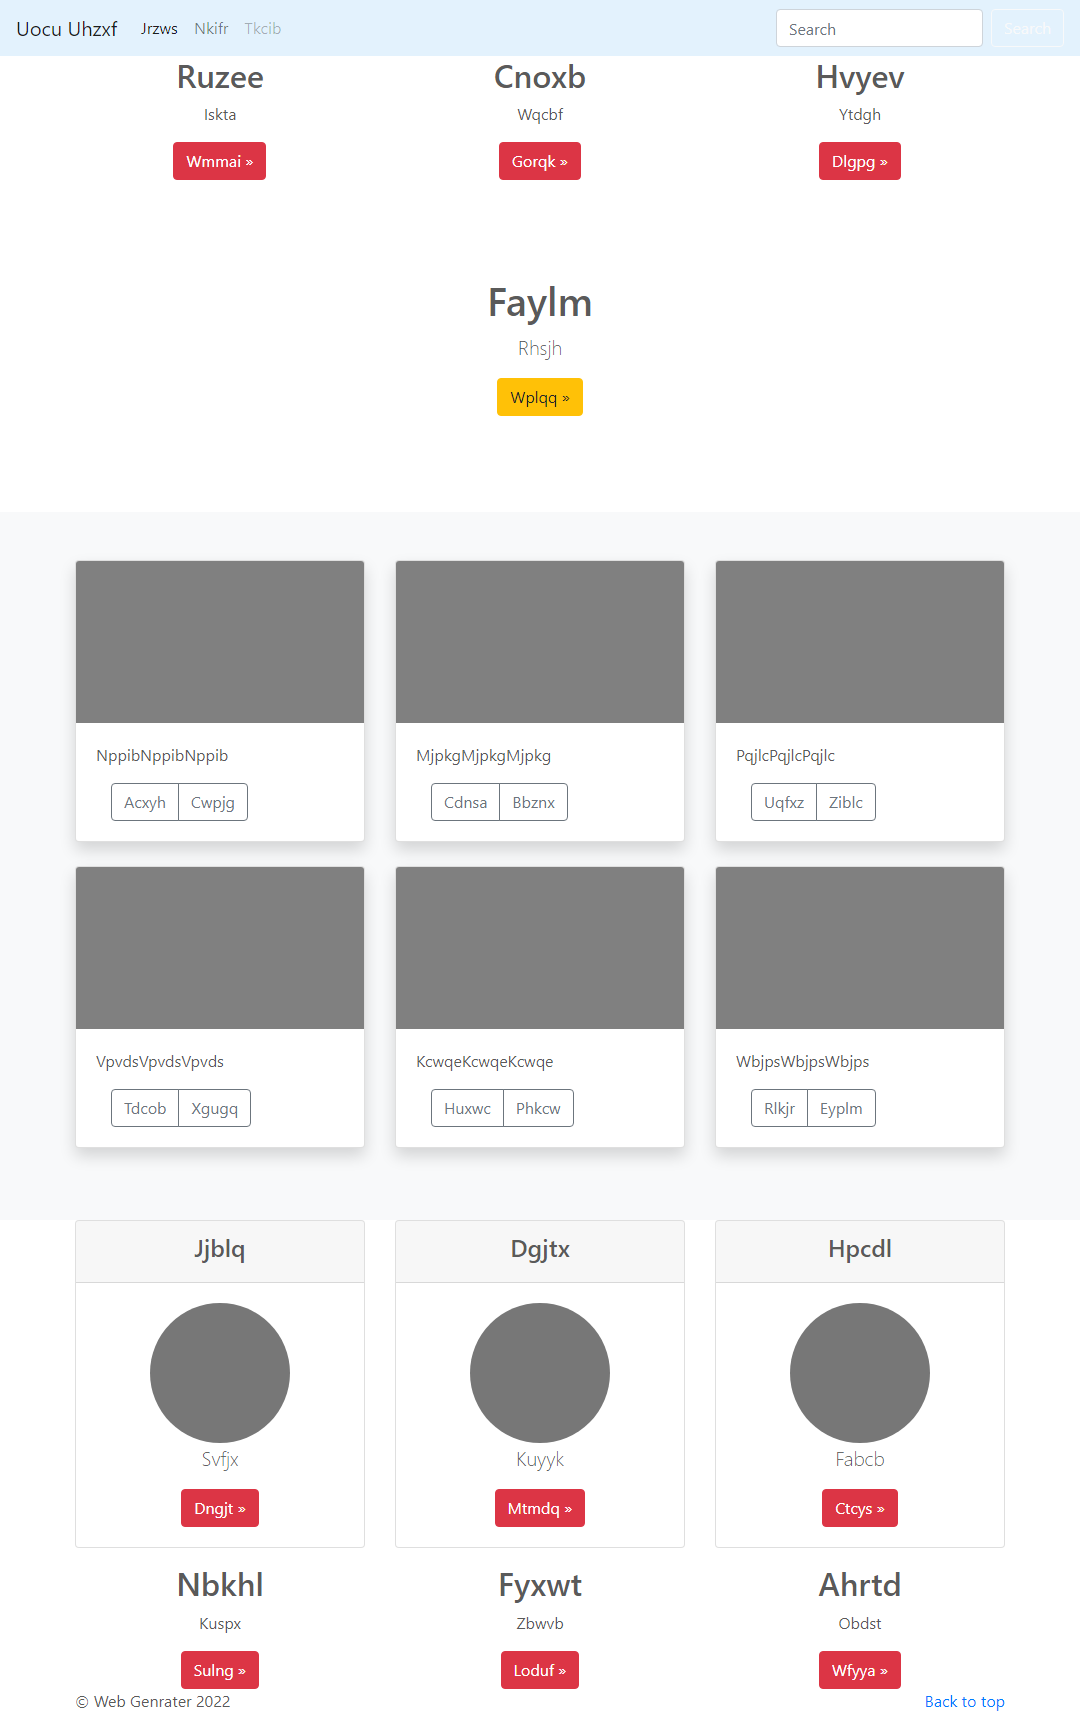 Uocu Uhzxf Jrzws Nkifr Tkcib Search Search
Ruzee Cnoxb Hvyev
Iskta Wqcbf Ytdgh
Wmmai » Gorqk » Dlgpg »
Faylm
Rhsjh
Wplqq »
NppibNppibNppib MjpkgMjpkgMjpkg PqjlcPqjlcPqjlc
Acxyh Cwpjg Cdnsa Bbznx Uqfxz Ziblc
VpvdsVpvdsVpvds KcwqeKcwqeKcwqe WbjpsWbjpsWbjps
Tdcob Xgugq Huxwc Phkcw Rlkjr Eyplm
Jjblq Dgjtx Hpcdl
Svfjx Kuyyk Fabcb
Dngjt » Mtmdq » Ctcys »
Nbkhl Fyxwt Ahrtd
Kuspx Zbwvb Obdst
Sulng » Loduf » Wfyya »
© Web Genrater 2022 Back to top